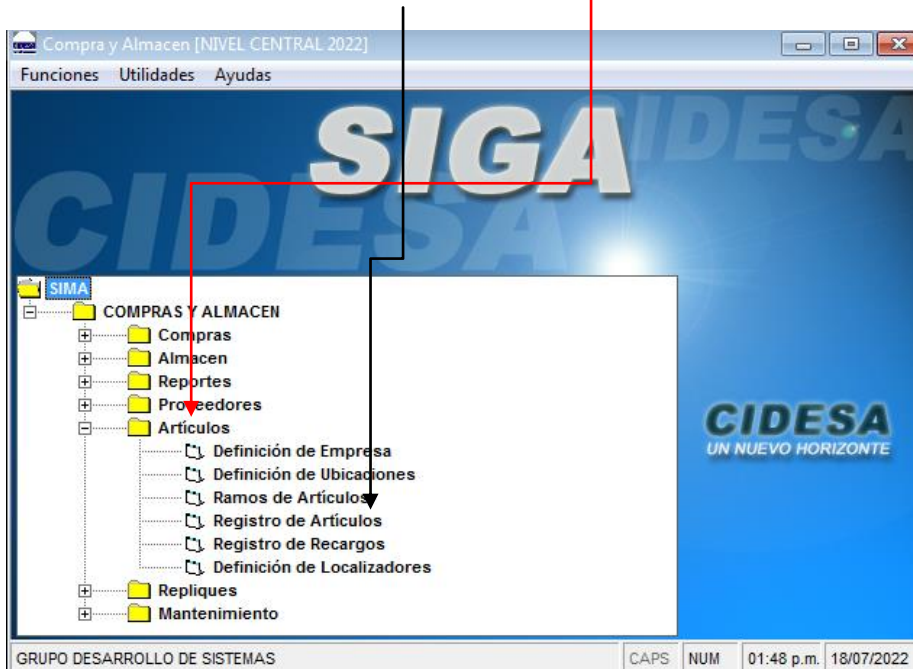 Compra y Almacen [NIVEL CENTRAL 2022]
Funciones Utilidades Ayudas
CIDESA
SIGA
CIDESA
SIMA
COMPRAS Y ALMACEN
Compras
Almacen
Reportes
Proveedores
Artículos
Definición de Empresa
Definición de Ubicaciones
Ramos de Artículos
Registro de Artículos
Registro de Recargos
Definición de Localizadores
Repliques
Mantenimiento
CIDESA
UN NUEVO HORIZONTE
GRUPO DESARROLLO DE SISTEMAS CAPS NUM 01:48 p.m. 18/07/2022